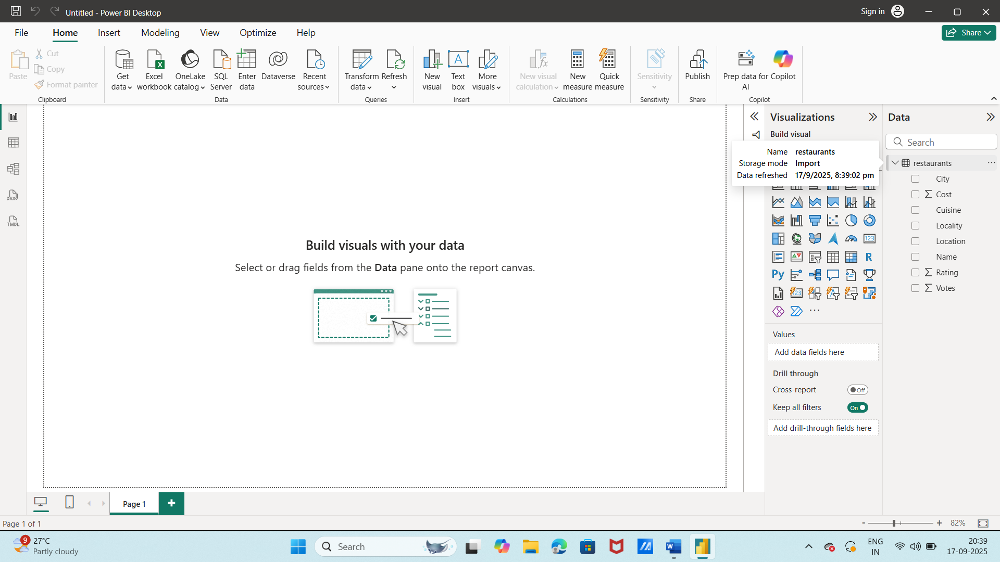 Untitled - Power BI Desktop
Sign in
File
Home
Insert
Modeling
View
Optimize
Help
Share
Paste
Cut
Copy
Format painter
Clipboard
Get data
Excel workbook
OneLake catalog
SQL Server
Enter data
Dataverse
Recent sources
Data
Transform data
Refresh
Queries
New visual
Text box
More visuals
Insert
New visual calculation
New measure
Quick measure
Calculations
Sensitivity
Sensitivity
Publish
Share
Prep data for AI
Copilot
Copilot
DAX
TMDL
Build visuals with your data
Select or drag fields from the Data pane onto the report canvas.
Visualizations
Build visual
Name restaurants
Storage mode Import
Data refreshed 17/9/2025, 8:39:02 pm
123
R
Py
123
Values
Add data fields here
Drill through
Cross-report
Off
Keep all filters
On
Add drill-through fields here
Data
Search
restaurants
City
Cost
Cuisine
Locality
Location
Name
Rating
Votes
Page 1
Page 1 of 1
- + 82%
9
27°C
Partly cloudy
Search
ENG
IN
20:39
17-09-2025